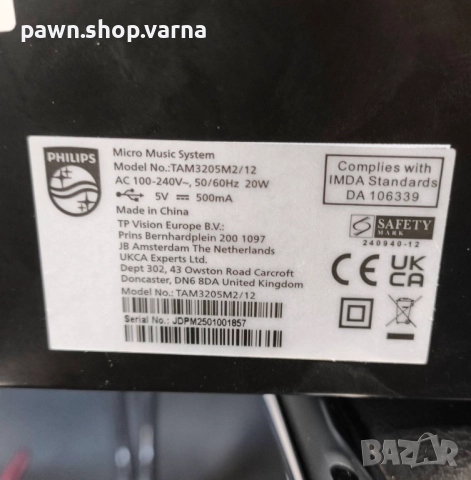 pawn.shop.varna
PHILIPS
Micro Music System
Model No.:TAM3205M2/12
AC 100-240V~, 50/60Hz 20W
5V 500mA
Made in China
TP Vision Europe B.V.:
Prins Bernhardplein 200 1097
JB Amsterdam The Netherlands
UKCA Experts Ltd.
Dept 302, 43 Owston Road Carcroft
Doncaster, DN6 8DA United Kingdom
Model No.: TAM3205M2/12
Serial No.: JDPM2501001857
Complies with
IMDA Standards
DA 106339
SAFETY
MARK
240940-12
CE
UK
CA
BAZAR